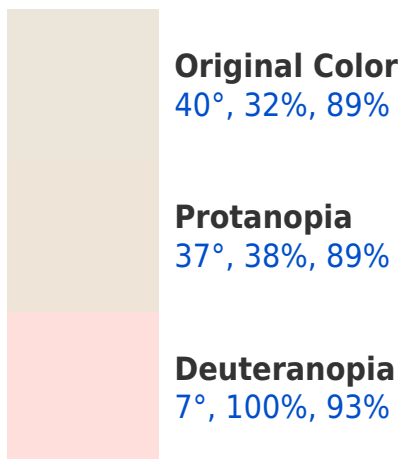 Original Color
40°, 32%, 89%
Protanopia
37°, 38%, 89%
Deuteranopia
7°, 100%, 93%